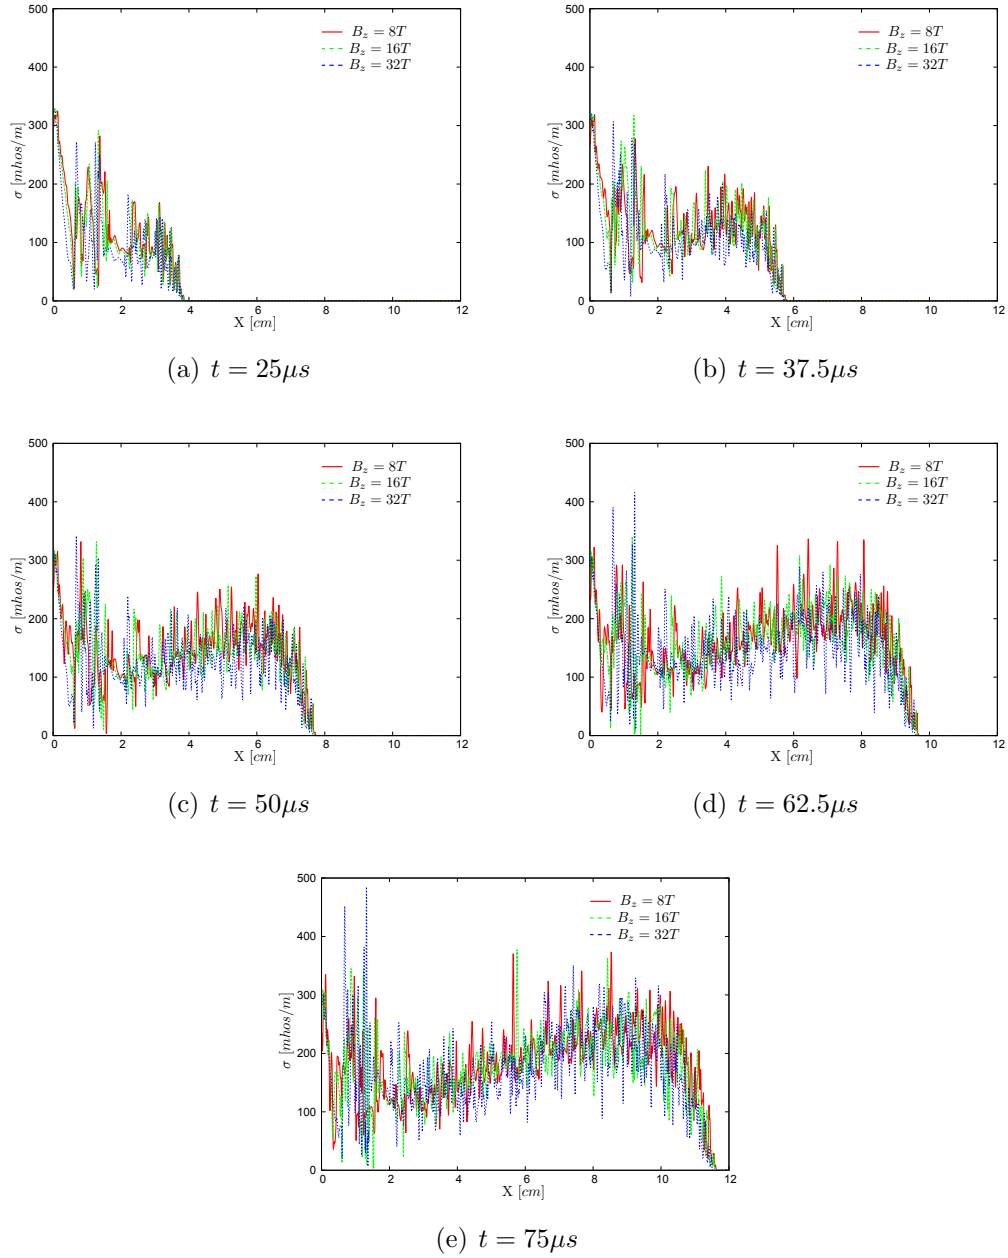 500
400
300
200
100
0
σ [mhos/m]
B_z = 8T
B_z = 16T
B_z = 32T
0 2 4 6 8 10 12
X [cm]
(a) t = 25μs
500
400
300
200
100
0
σ [mhos/m]
B_z = 8T
B_z = 16T
B_z = 32T
0 2 4 6 8 10 12
X [cm]
(b) t = 37.5μs
500
400
300
200
100
0
σ [mhos/m]
B_z = 8T
B_z = 16T
B_z = 32T
0 2 4 6 8 10 12
X [cm]
(c) t = 50μs
500
400
300
200
100
0
σ [mhos/m]
B_z = 8T
B_z = 16T
B_z = 32T
0 2 4 6 8 10 12
X [cm]
(d) t = 62.5μs
500
400
300
200
100
0
σ [mhos/m]
B_z = 8T
B_z = 16T
B_z = 32T
0 2 4 6 8 10 12
X [cm]
(e) t = 75μs